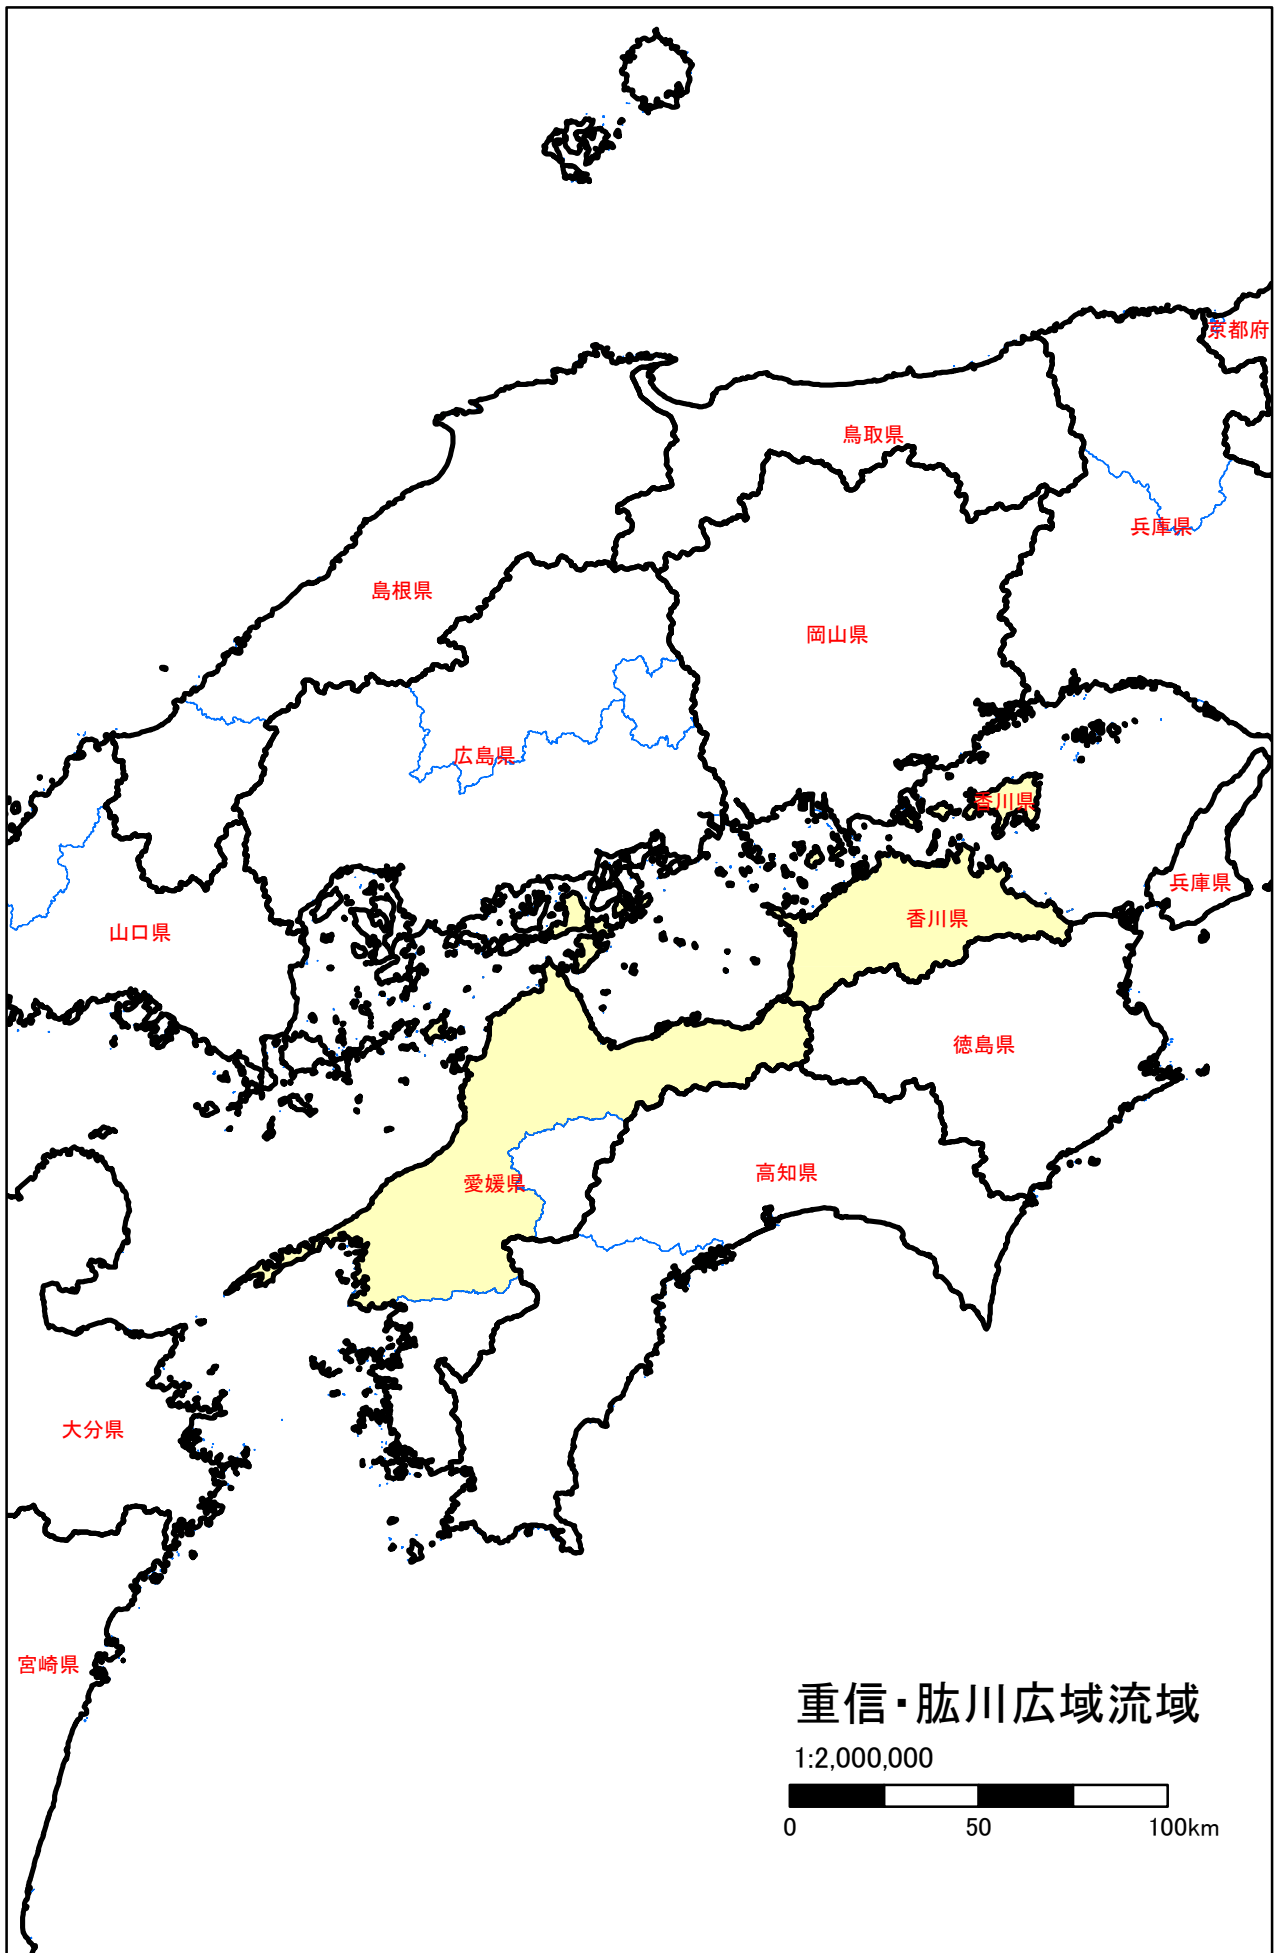 京都府
鳥取県
兵庫県
島根県
岡山県
広島県
香川県
兵庫県
香川県
山口県
徳島県
高知県
愛媛県
大分県
宮崎県
重信・肱川広域流域
1:2,000,000
0 50 100km